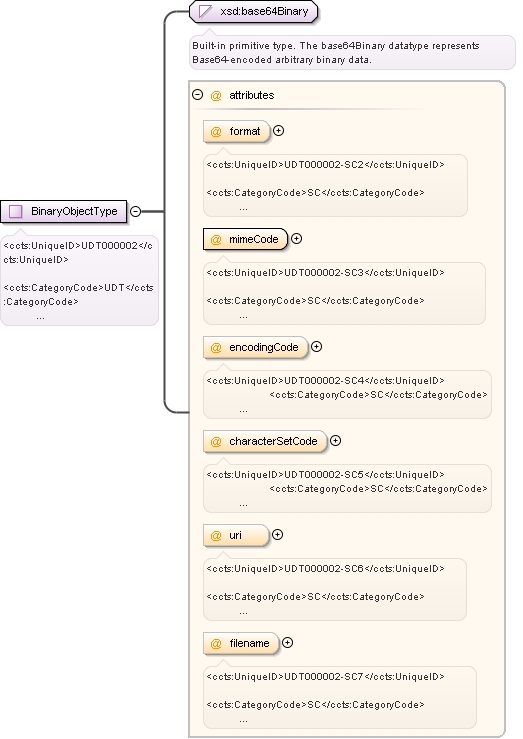 xsd:base64Binary
Built-in primitive type. The base64Binary datatype represents
Base64-encoded arbitrary binary data.
@ attributes
@ format
<ccts:UniqueID>UDT000002-SC2</ccts:UniqueID>
<ccts:CategoryCode>SC</ccts:CategoryCode>
...
BinaryObjectType
<ccts:UniqueID>UDT000002</c
cts:UniqueID>
<ccts:CategoryCode>UDT</ccts
:CategoryCode>
...
@ mimeCode
<ccts:UniqueID>UDT000002-SC3</ccts:UniqueID>
<ccts:CategoryCode>SC</ccts:CategoryCode>
...
@ encodingCode
<ccts:UniqueID>UDT000002-SC4</ccts:UniqueID>
<ccts:CategoryCode>SC</ccts:CategoryCode>
...
@ characterSetCode
<ccts:UniqueID>UDT000002-SC5</ccts:UniqueID>
<ccts:CategoryCode>SC</ccts:CategoryCode>
...
@ uri
<ccts:UniqueID>UDT000002-SC6</ccts:UniqueID>
<ccts:CategoryCode>SC</ccts:CategoryCode>
...
@ filename
<ccts:UniqueID>UDT000002-SC7</ccts:UniqueID>
<ccts:CategoryCode>SC</ccts:CategoryCode>
...